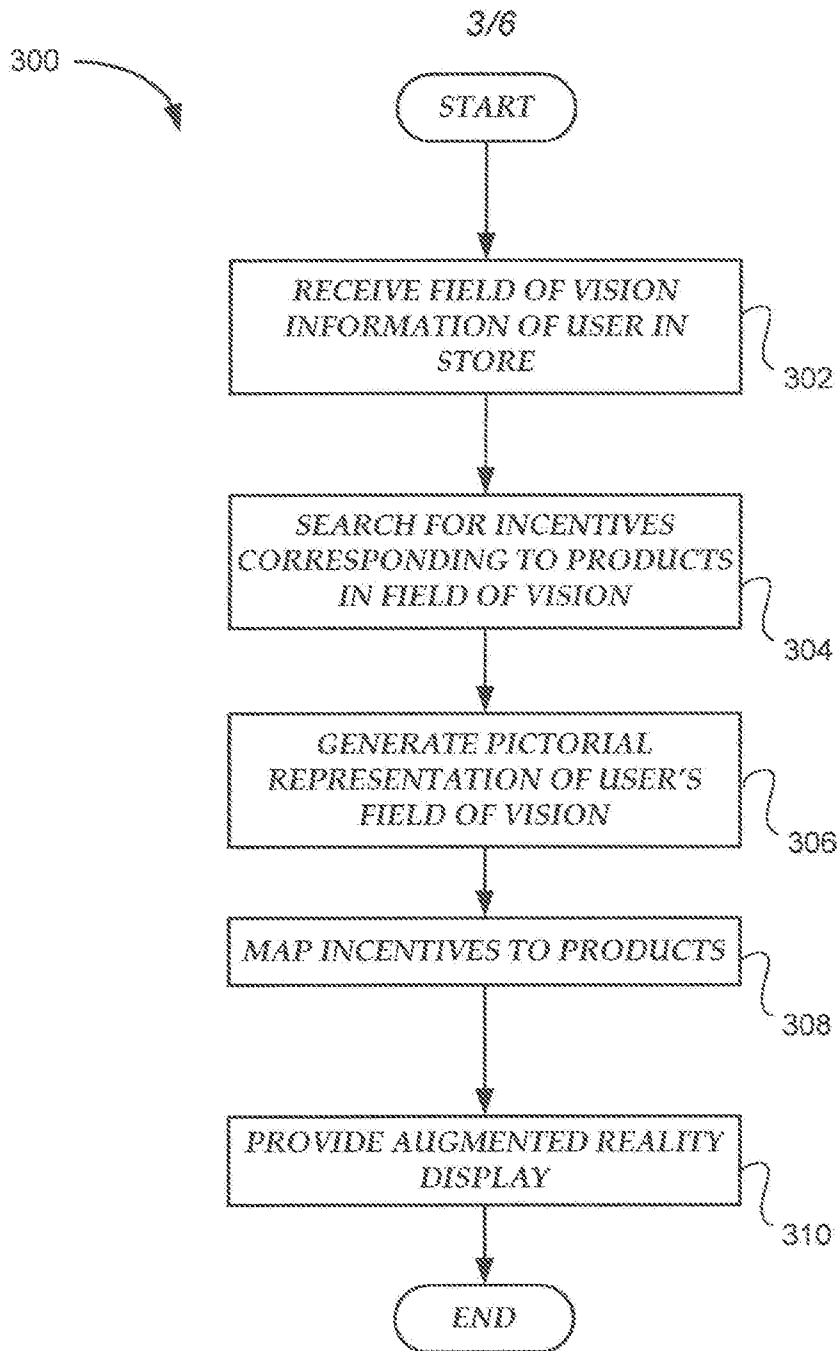 3/6
300
START
RECEIVE FIELD OF VISION
INFORMATION OF USER IN
STORE
302
SEARCH FOR INCENTIVES
CORRESPONDING TO PRODUCTS
IN FIELD OF VISION
304
GENERATE PICTORIAL
REPRESENTATION OF USER'S
FIELD OF VISION
306
MAP INCENTIVES TO PRODUCTS
308
PROVIDE AUGMENTED REALITY
DISPLAY
310
END